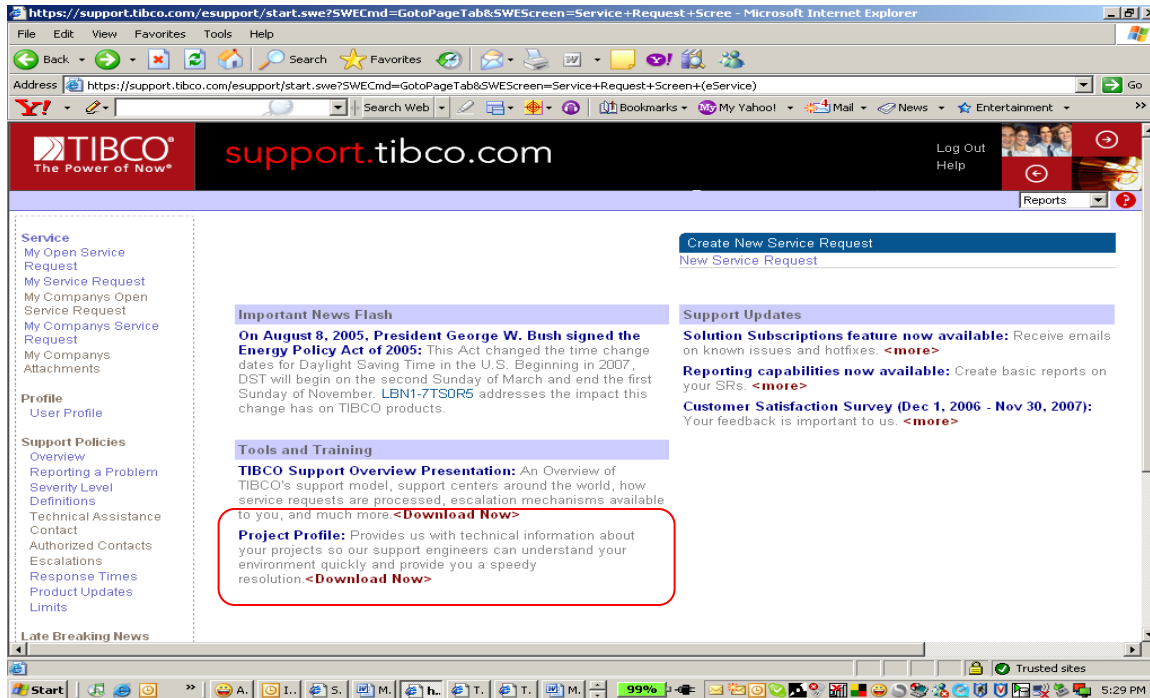 https://support.tibco.com/esupport/start.swe?SWECmd=GotoPageTab&SWEScreen=Service+Request+Scree - Microsoft Internet Explorer
File Edit View Favorites Tools Help
Back Search Favorites
Address https://support.tibco.com/esupport/start.swe?SWECmd=GotoPageTab&SWEScreen=Service+Request+Screen+(eService) Go
Y! Search Web Bookmarks My Yahoo! Mail News Entertainment »
TIBCO®
The Power of Now®
support.tibco.com
Log Out
Help
Reports
Service
My Open Service
Request
My Service Request
My Companys Open
Service Request
My Companys Service
Request
My Companys
Attachments
Profile
User Profile
Support Policies
Overview
Reporting a Problem
Severity Level
Definitions
Technical Assistance
Contact
Authorized Contacts
Escalations
Response Times
Product Updates
Limits
Late Breaking News
Create New Service Request
New Service Request
Important News Flash
On August 8, 2005, President George W. Bush signed the
Energy Policy Act of 2005: This Act changed the time change
dates for Daylight Saving Time in the U.S. Beginning in 2007,
DST will begin on the second Sunday of March and end the first
Sunday of November. LBN1-7TS0R5 addresses the impact this
change has on TIBCO products.
Support Updates
Solution Subscriptions feature now available: Receive emails
on known issues and hotfixes. <more>
Reporting capabilities now available: Create basic reports on
your SRs. <more>
Customer Satisfaction Survey (Dec 1, 2006 - Nov 30, 2007):
Your feedback is important to us. <more>
Tools and Training
TIBCO Support Overview Presentation: An Overview of
TIBCO's support model, support centers around the world, how
service requests are processed, escalation mechanisms available
to you, and much more.<Download Now>
Project Profile: Provides us with technical information about
your projects so our support engineers can understand your
environment quickly and provide you a speedy
resolution.<Download Now>
Trusted sites
Start » A. I.. S. M. h.. T. T. M. 99% 5:29 PM